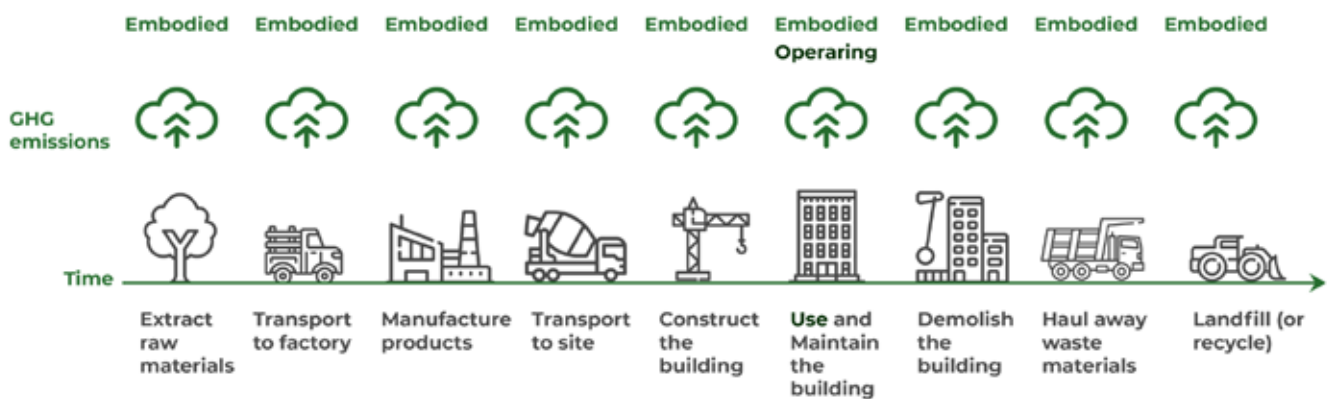 Embodied Embodied Embodied Embodied Embodied Embodied Embodied Embodied Embodied
Operaring
GHG
emissions
Time
Extract
raw
materials
Transport
to factory
Manufacture
products
Transport
to site
Construct
the
building
Use and
Maintain
the
building
Demolish
the
building
Haul away
waste
materials
Landfill (or
recycle)